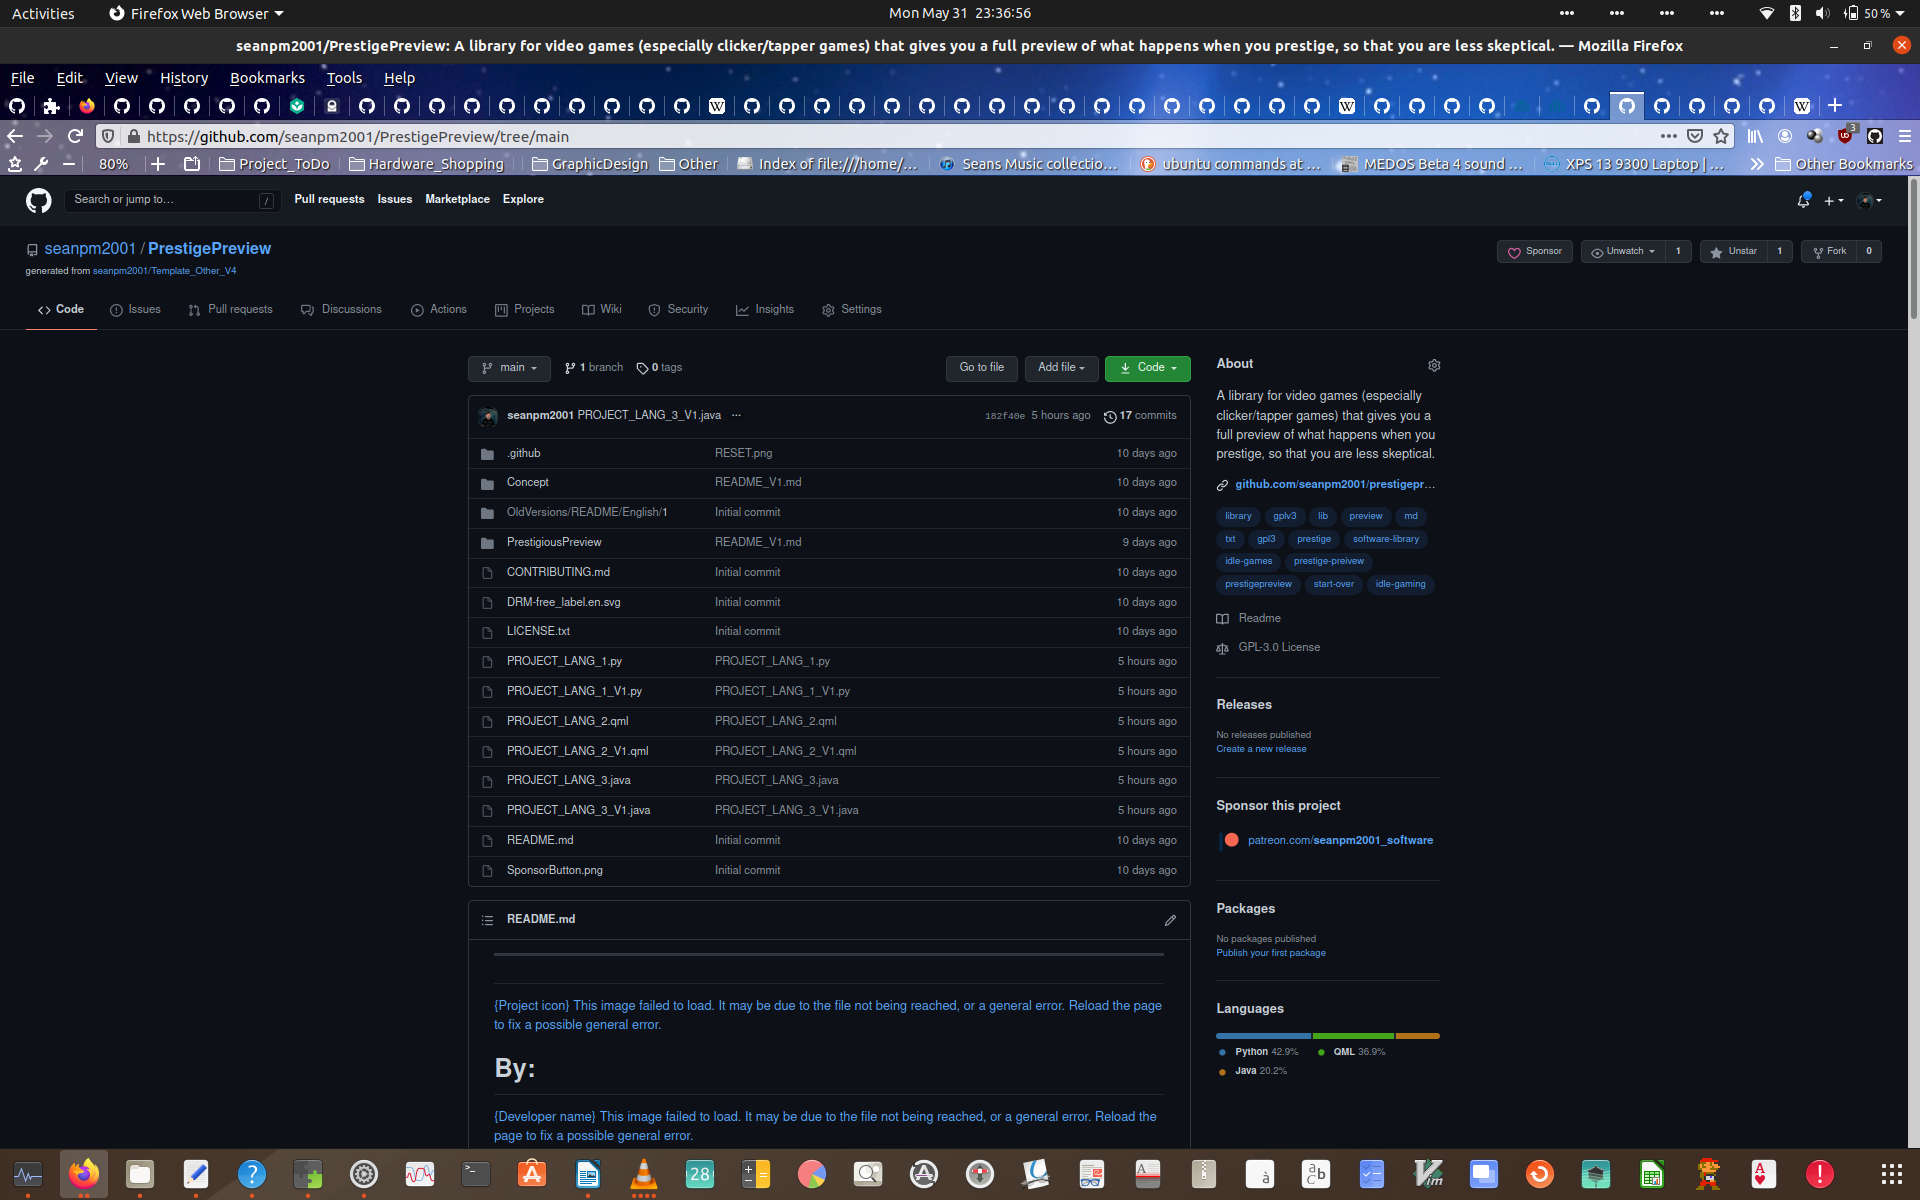 Activities
Firefox Web Browser
Mon May 31  23:36:56
50 %
seanpm2001/PrestigePreview: A library for video games (especially clicker/tapper games) that gives you a full preview of what happens when you prestige, so that you are less skeptical. — Mozilla Firefox
File Edit View History Bookmarks Tools Help
https://github.com/seanpm2001/PrestigePreview/tree/main
3
80%
Project_ToDo
Hardware_Shopping
GraphicDesign
Other
Index of file:///home/...
Seans Music collectio...
ubuntu commands at ...
MEDOS Beta 4 sound ...
XPS 13 9300 Laptop | ...
Other Bookmarks
Search or jump to...
/
Pull requests Issues Marketplace Explore
seanpm2001 / PrestigePreview
generated from seanpm2001/Template_Other_V4
Sponsor
Unwatch 1
Unstar 1
Fork 0
Code Issues Pull requests Discussions Actions Projects Wiki Security Insights Settings
main
1 branch
0 tags
Go to file
Add file
Code
seanpm2001 PROJECT_LANG_3_V1.java ...
182f40e 5 hours ago 17 commits
.github RESET.png 10 days ago
Concept README_V1.md 10 days ago
OldVersions/README/English/1 Initial commit 10 days ago
PrestigiousPreview README_V1.md 9 days ago
CONTRIBUTING.md Initial commit 10 days ago
DRM-free_label.en.svg Initial commit 10 days ago
LICENSE.txt Initial commit 10 days ago
PROJECT_LANG_1.py PROJECT_LANG_1.py 5 hours ago
PROJECT_LANG_1_V1.py PROJECT_LANG_1_V1.py 5 hours ago
PROJECT_LANG_2.qml PROJECT_LANG_2.qml 5 hours ago
PROJECT_LANG_2_V1.qml PROJECT_LANG_2_V1.qml 5 hours ago
PROJECT_LANG_3.java PROJECT_LANG_3.java 5 hours ago
PROJECT_LANG_3_V1.java PROJECT_LANG_3_V1.java 5 hours ago
README.md Initial commit 10 days ago
SponsorButton.png Initial commit 10 days ago
README.md
{Project icon} This image failed to load. It may be due to the file not being reached, or a general error. Reload the page
to fix a possible general error.
By:
{Developer name} This image failed to load. It may be due to the file not being reached, or a general error. Reload the
page to fix a possible general error.
About
A library for video games (especially
clicker/tapper games) that gives you a
full preview of what happens when you
prestige, so that you are less skeptical.
github.com/seanpm2001/prestigepr...
library gplv3 lib preview md
txt gpl3 prestige software-library
idle-games prestige-preivew
prestigepreview start-over idle-gaming
Readme
GPL-3.0 License
Releases
No releases published
Create a new release
Sponsor this project
patreon.com/seanpm2001_software
Packages
No packages published
Publish your first package
Languages
Python 42.9% QML 36.9%
Java 20.2%
28